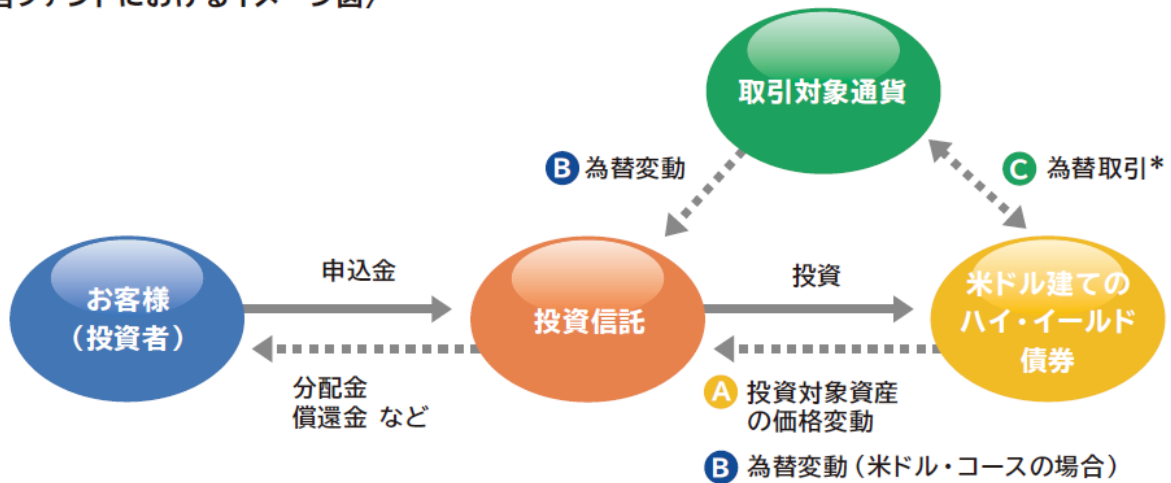 取引対象通貨
B 為替変動
C 為替取引*
お客様
（投資者）
申込金
投資信託
投資
米ドル建ての
ハイ・イールド
債券
分配金
償還金 など
A 投資対象資産
の価格変動
B 為替変動（米ドル・コースの場合）